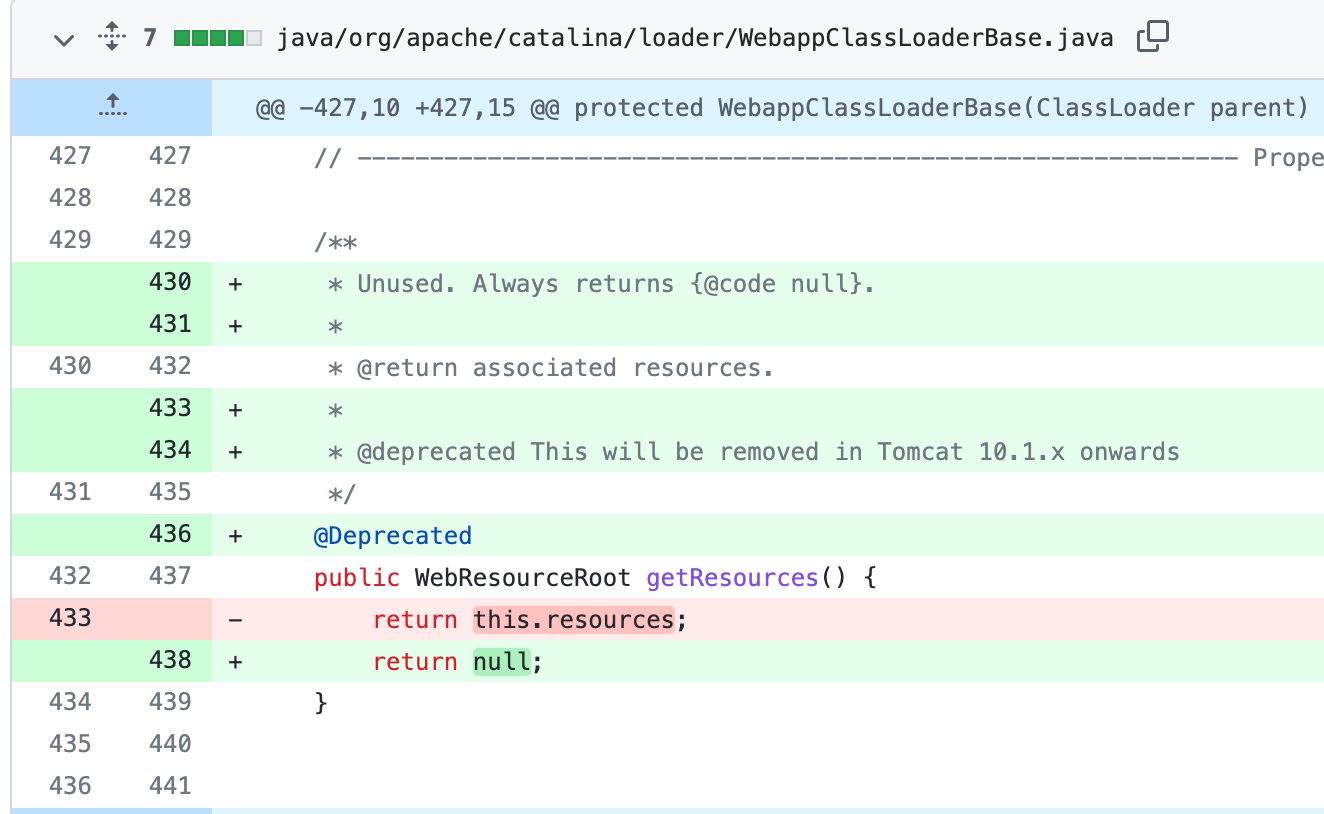 7 java/org/apache/catalina/loader/WebappClassLoaderBase.java
@@ -427,10 +427,15 @@ protected WebappClassLoaderBase(ClassLoader parent)
427 427 // ------------------------------------------------------------- Prope
428 428
429 429 /**
430 + * Unused. Always returns {@code null}.
431 + *
430 432 * @return associated resources.
433 + *
434 + * @deprecated This will be removed in Tomcat 10.1.x onwards
431 435 */
436 + @Deprecated
432 437 public WebResourceRoot getResources() {
433 - return this.resources;
438 + return null;
434 439 }
435 440
436 441